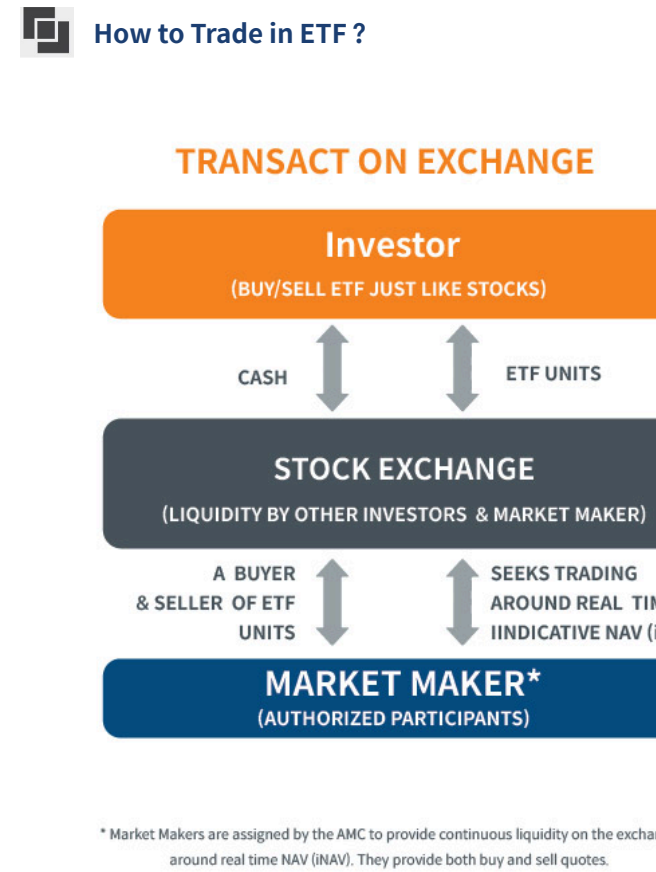 How to Trade in ETF ?
TRANSACT ON EXCHANGE
Investor
(BUY/SELL ETF JUST LIKE STOCKS)
CASH
ETF UNITS
STOCK EXCHANGE
(LIQUIDITY BY OTHER INVESTORS & MARKET MAKER)
A BUYER
& SELLER OF ETF
UNITS
SEEKS TRADING
AROUND REAL
IINDICATIVE NAV
MARKET MAKER*
(AUTHORIZED PARTICIPANTS)
* Market Makers are assigned by the AMC to provide continuous liquidity on the
around real time NAV (iNAV). They provide both buy and sell quotes.